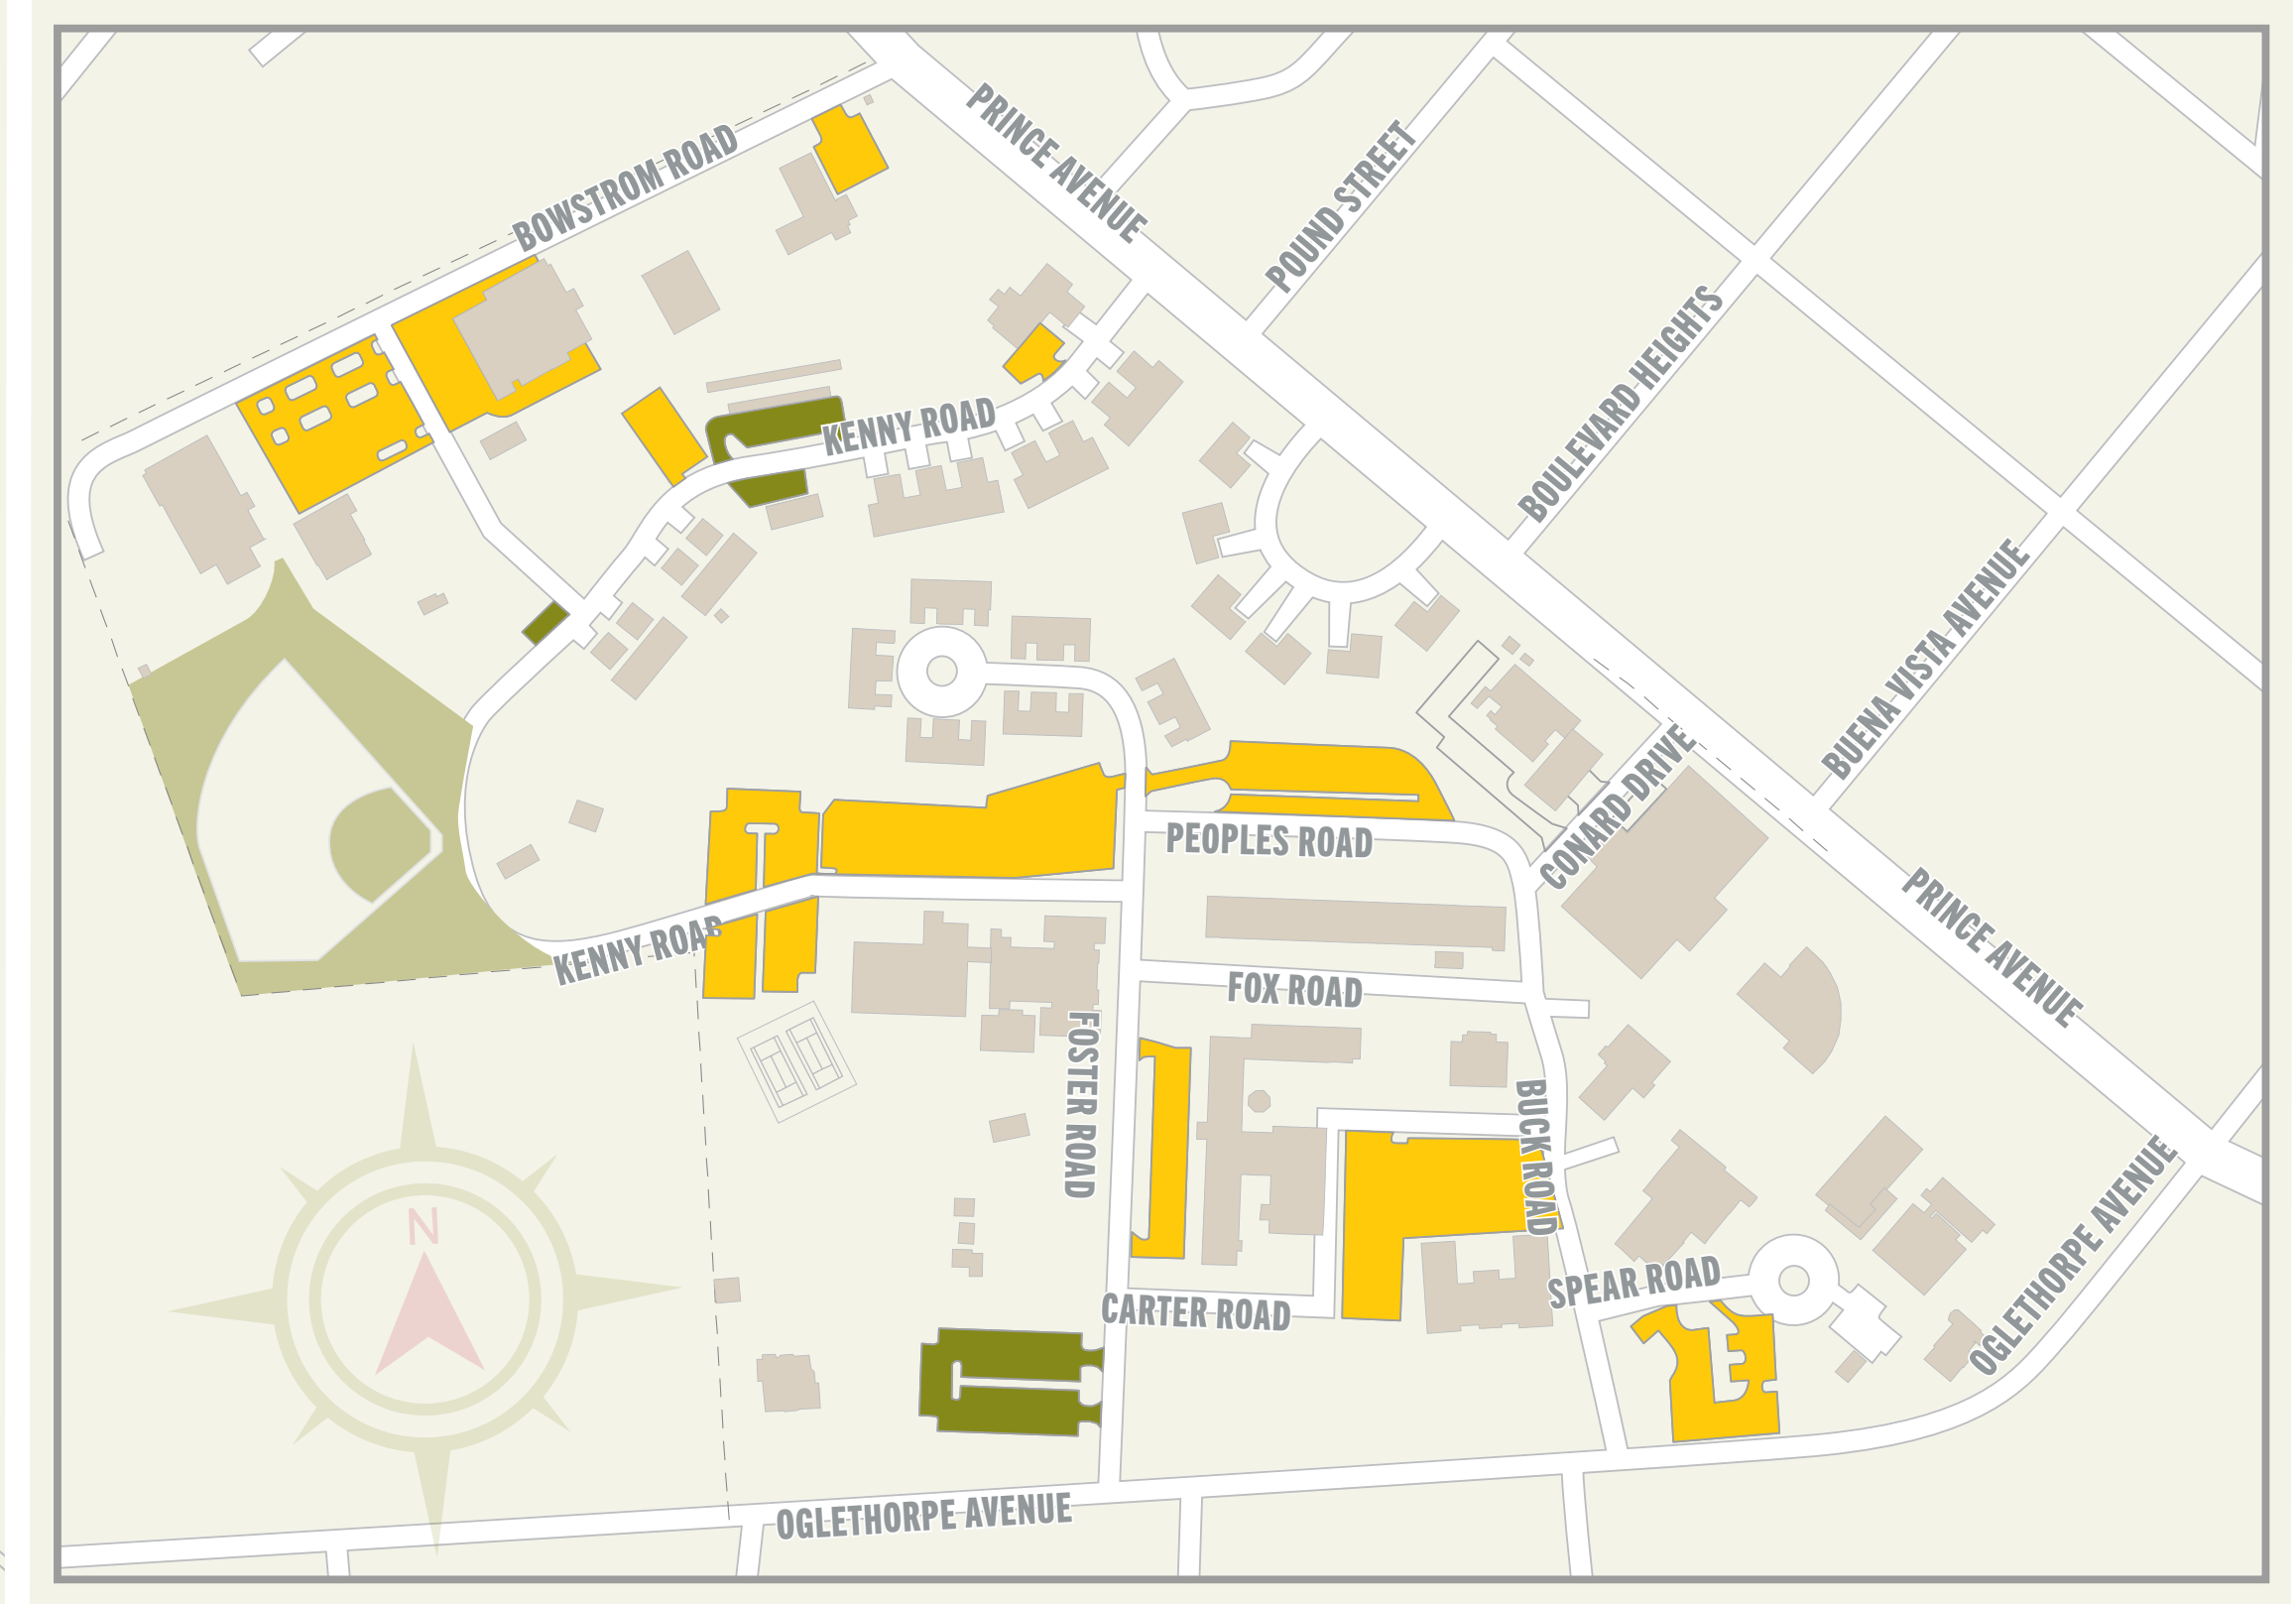 PRINCE AVENUE
POUND STREET
BOWSTROM ROAD
BOULEVARD HEIGHTS
KENNY ROAD
BUENA VISTA AVENUE
CONARD DRIVE
PEOPLES ROAD
PRINCE AVENUE
KENNY ROAD
FOX ROAD
FOSTER ROAD
BUCK ROAD
N
OGLETHORPE AVENUE
SPEAR ROAD
CARTER ROAD
OGLETHORPE AVENUE